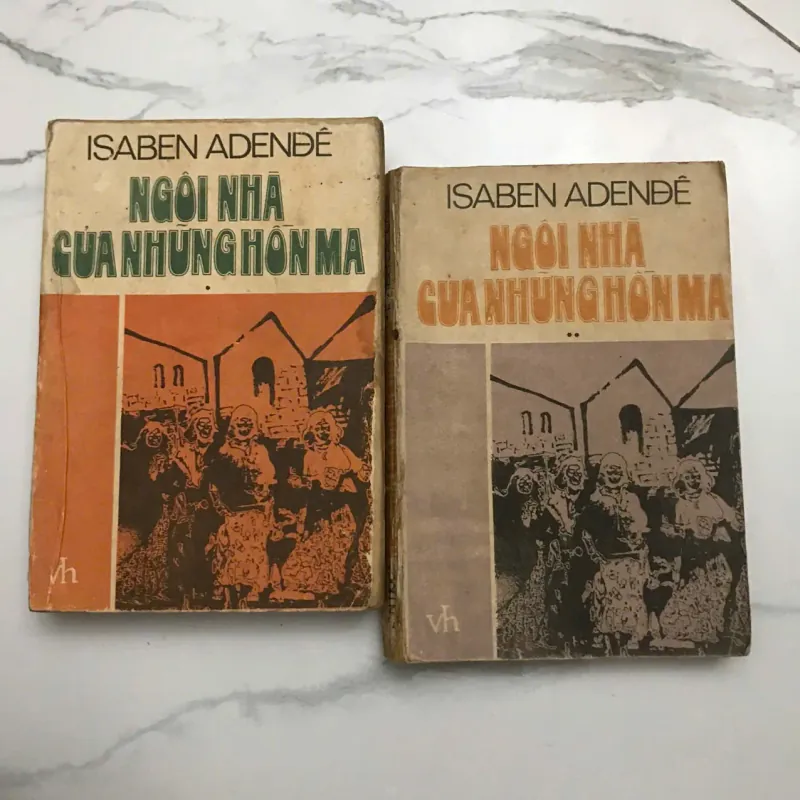 ISABEN ADENĐÊ
NGÔI NHÀ
CỦA NHỮNG HỒN MA
vh
ISABEN ADENĐÊ
NGÔI NHÀ
CỦA NHỮNG HỒN MA
vh